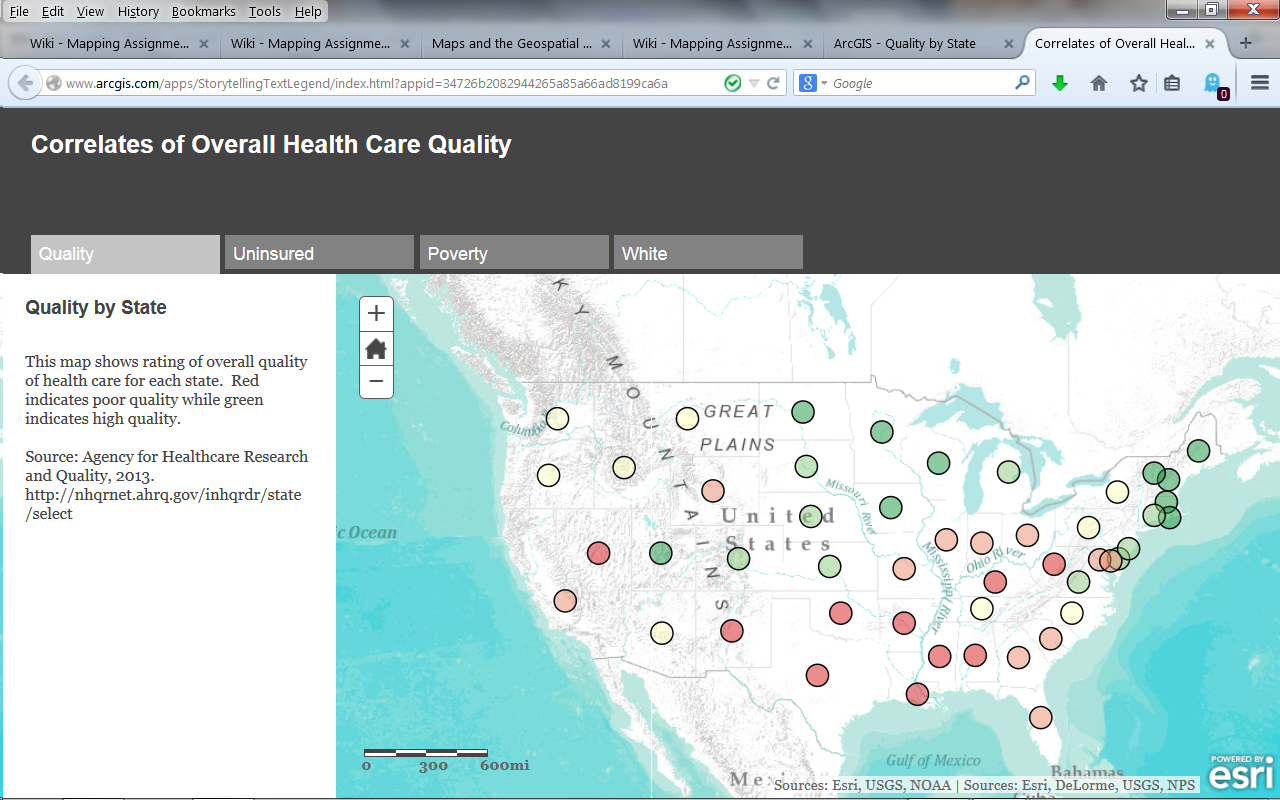 File Edit View History Bookmarks Tools Help
Wiki - Mapping Assignme... Wiki - Mapping Assignme... Maps and the Geospatial ... Wiki - Mapping Assignme... ArcGIS - Quality by State Correlates of Overall Heal...
www.arcgis.com/apps/StorytellingTextLegend/index.html?appid=34726b2082944265a85a66ad8199ca6a
8 Google
0
Correlates of Overall Health Care Quality
Quality Uninsured Poverty White
Quality by State
This map shows rating of overall quality
of health care for each state. Red
indicates poor quality while green
indicates high quality.
Source: Agency for Healthcare Research
and Quality, 2013.
http://nhqrnet.ahrq.gov/inhqrdr/state
/select
K Y M O U N T A I N S
GREAT
PLAINS
Missouri River
United
States
ic Ocean
Mississippi River
Ohio River
Gulf of Mexico
Bahamas
0 300 600mi
Sources: Esri, USGS, NOAA | Sources: Esri, DeLorme, USGS, NPS
POWERED BY
esri